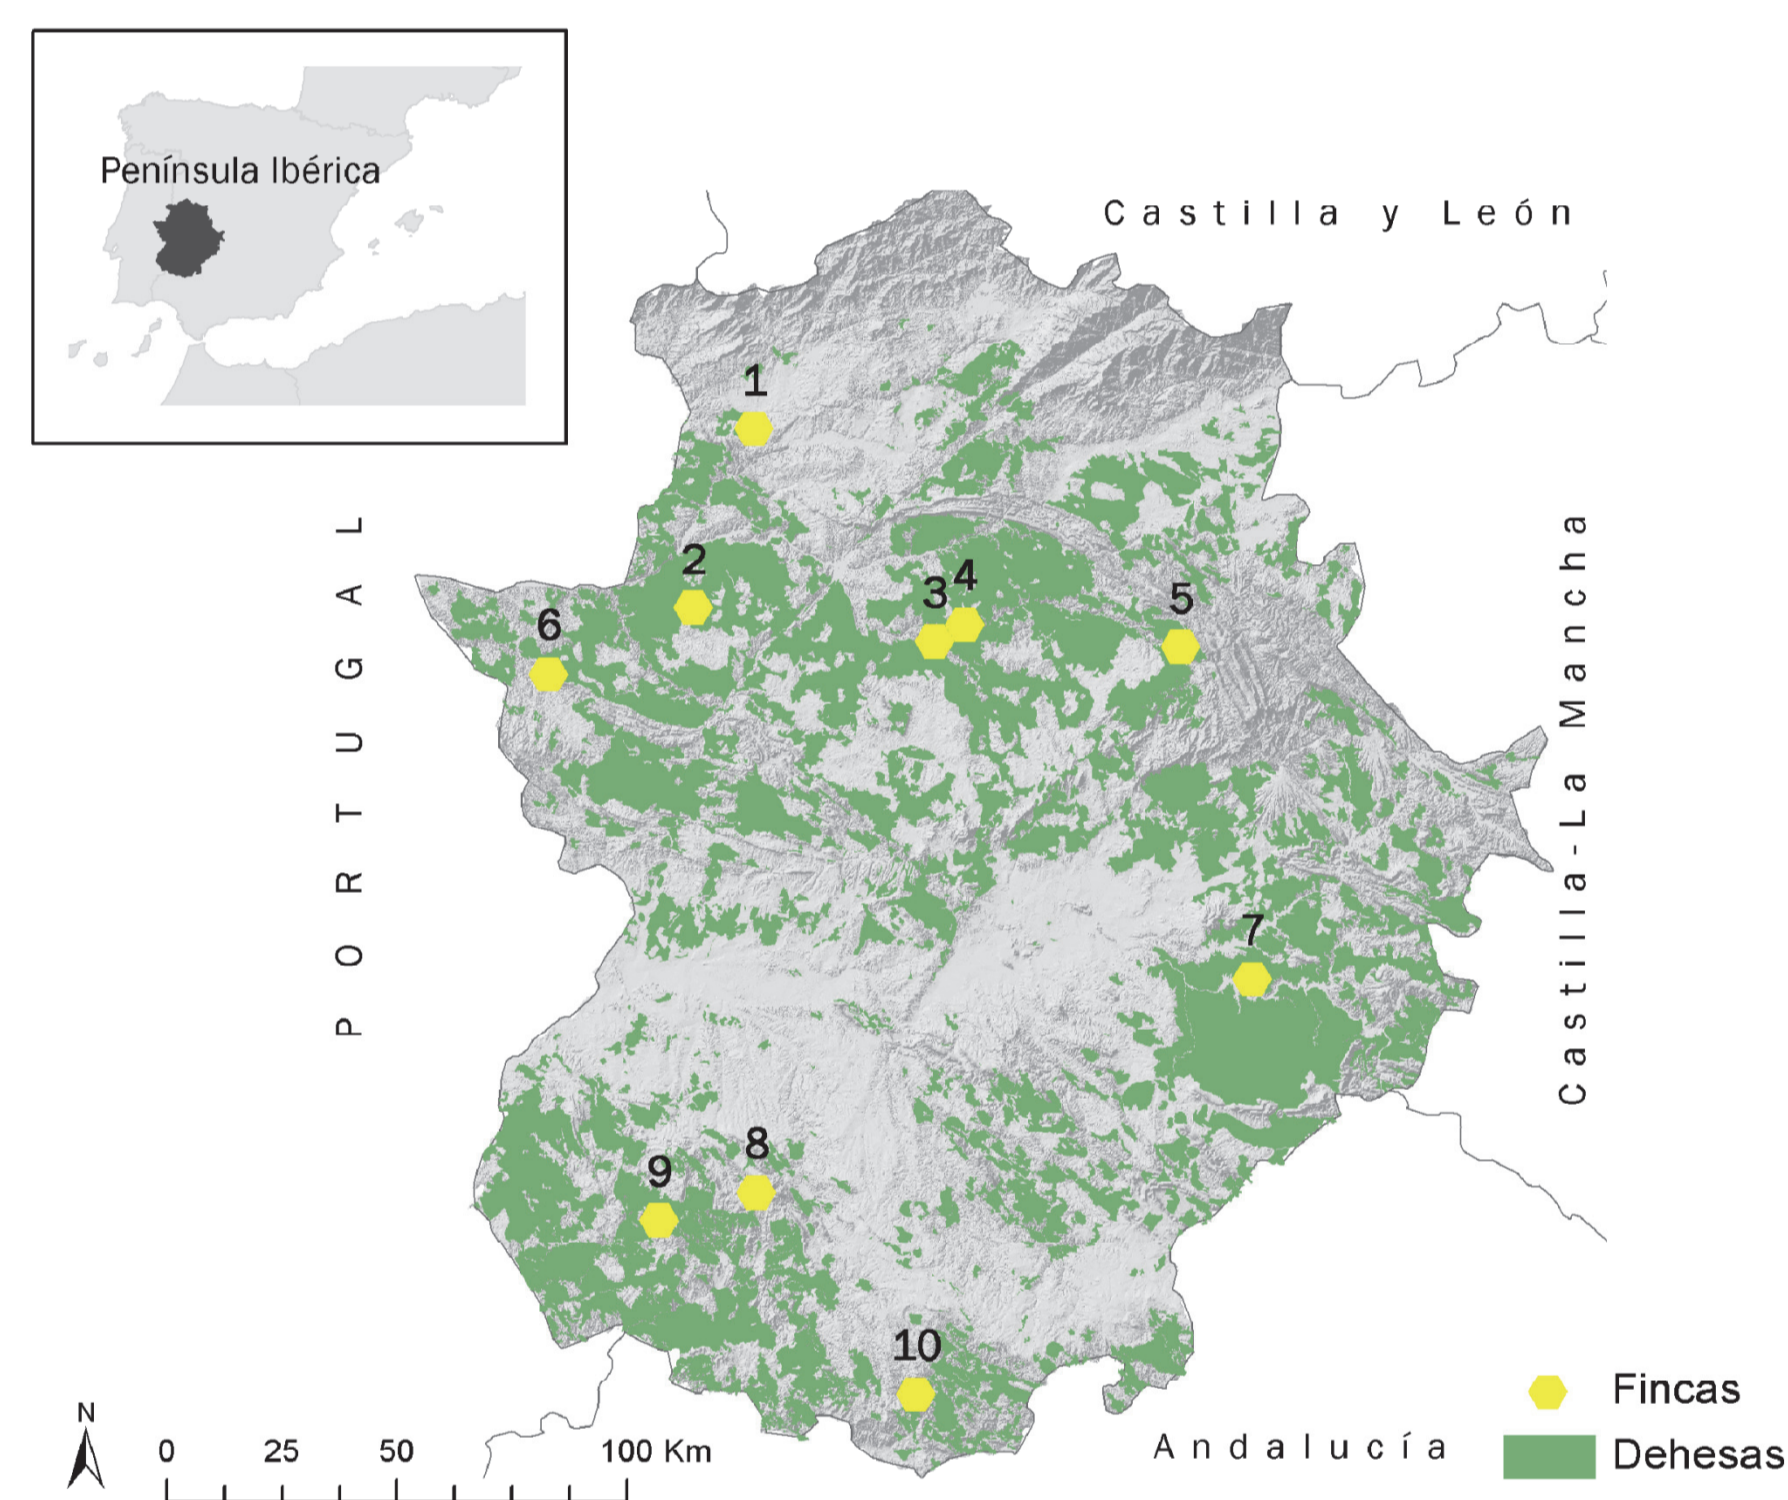 Península Ibérica
Castilla y León
PORTUGAL
Castilla-La Mancha
1
2
3
4
5
6
7
8
9
10
Andalucía
N
0 25 50 100 Km
Fincas
Dehesas